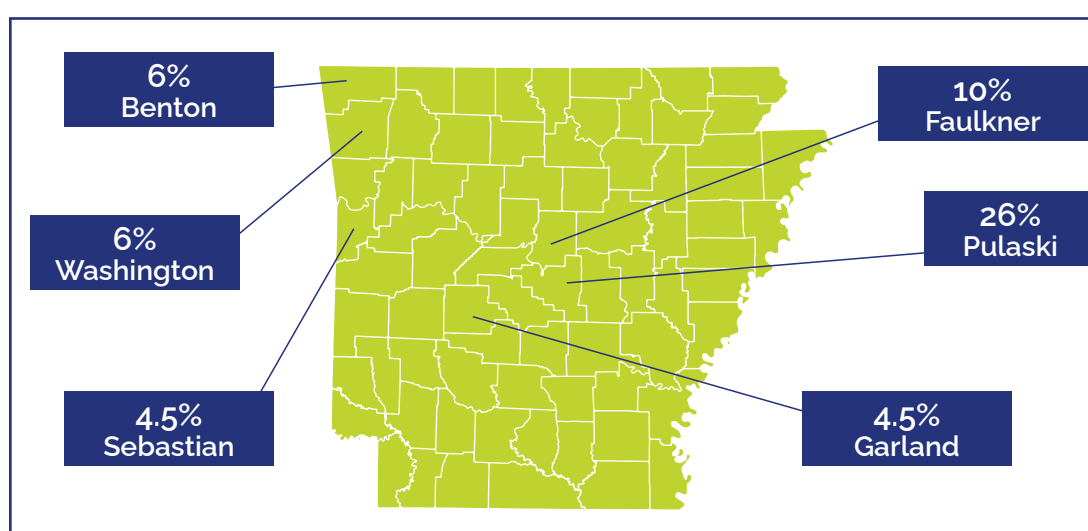 6%
Benton
10%
Faulkner
6%
Washington
26%
Pulaski
4.5%
Sebastian
4.5%
Garland